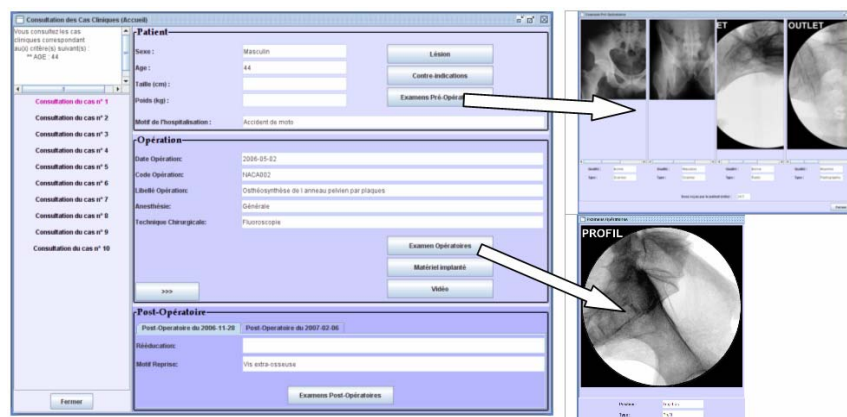 Consultation des Cas Cliniques (Accueil)
Vous consultez les cas
cliniques correspondant
au(x) critère(s) suivant(s) :
** AGE : 44
Consultation du cas n° 1
Consultation du cas n° 2
Consultation du cas n° 3
Consultation du cas n° 4
Consultation du cas n° 5
Consultation du cas n° 6
Consultation du cas n° 7
Consultation du cas n° 8
Consultation du cas n° 9
Consultation du cas n° 10
Fermer
Patient
Sexe :
Masculin
Age :
44
Taille (cm) :
Poids (kg) :
Motif de l'hospitalisation :
Accident de moto
Lésion
Contre-indications
Examens Pré-Opératoires
Opération
Date Opération:
2006-05-02
Code Opération:
NACA002
Libellé Opération:
Osthéosynthèse de l anneau pelvien par plaques
Anesthésie:
Générale
Technique Chirurgicale:
Fluoroscopie
Examen Opératoires
Matériel implanté
Vidéo
>>>
Post-Opératoire
Post-Operatoire du 2006-11-28
Post-Operatoire du 2007-02-06
Rééducation:
Motif Reprise:
Vis extra-osseuse
Examens Post-Opératoires
ET
OUTLET
Examens Opératoires
PROFIL